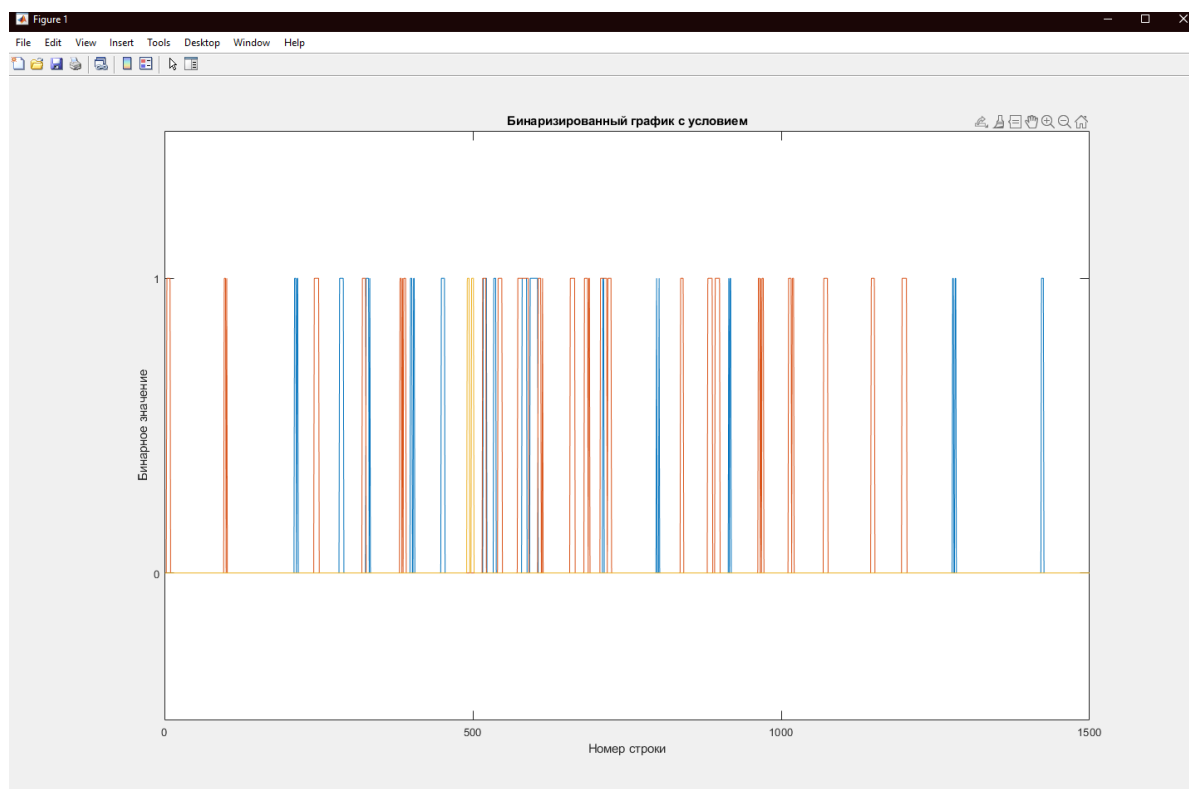 Figure 1
File Edit View Insert Tools Desktop Window Help
Бинаризированный график с условием
1
Бинарное значение
0
0 500 1000 1500
Номер строки